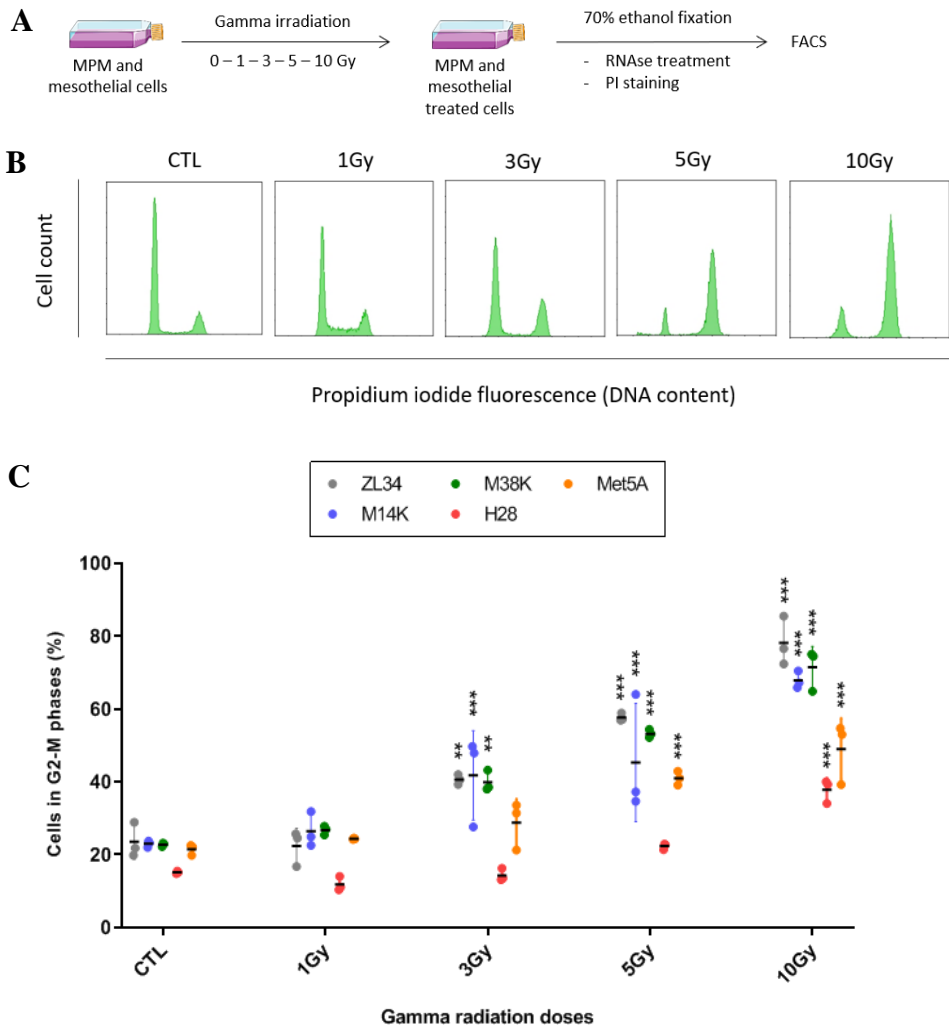 A
Gamma irradiation
0 – 1 – 3 – 5 – 10 Gy
MPM and
mesothelial cells
MPM and
mesothelial
treated cells
70% ethanol fixation
- RNAse treatment
- PI staining
FACS
B
CTL 1Gy 3Gy 5Gy 10Gy
Cell count
Propidium iodide fluorescence (DNA content)
C
ZL34 M38K Met5A
M14K H28
Cells in G2-M phases (%)
100
80
60
40
20
0
*** *** ***
*** ***
*** *** *** ***
** *** **
CTL 1Gy 3Gy 5Gy 10Gy
Gamma radiation doses